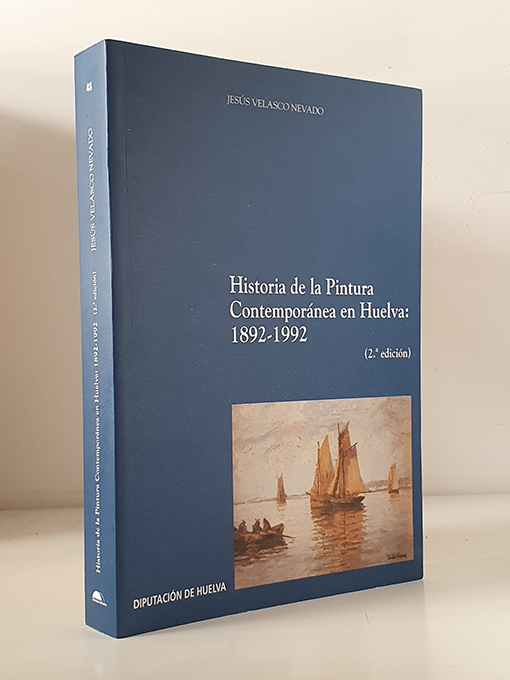 43
JESÚS VELASCO NEVADO
Historia de la Pintura Contemporánea en Huelva: 1892-1992 (2.ª edición)
JESÚS VELASCO NEVADO
Historia de la Pintura
Contemporánea en Huelva:
1892-1992
(2.ª edición)
DIPUTACIÓN DE HUELVA